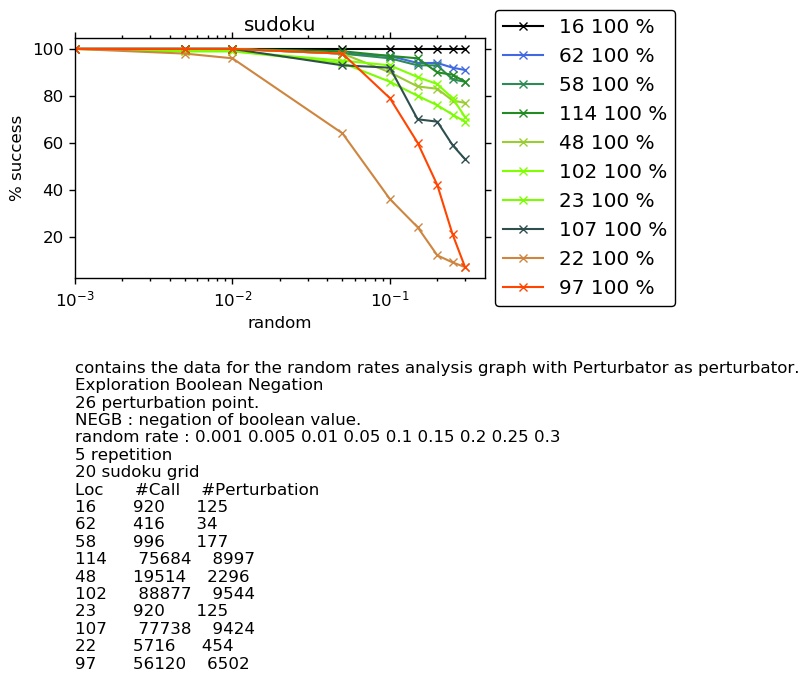 sudoku
100
80
60
40
20
% success
10⁻³
10⁻²
10⁻¹
random
16 100 %
62 100 %
58 100 %
114 100 %
48 100 %
102 100 %
23 100 %
107 100 %
22 100 %
97 100 %
contains the data for the random rates analysis graph with Perturbator as perturbator.
Exploration Boolean Negation
26 perturbation point.
NEGB : negation of boolean value.
random rate : 0.001 0.005 0.01 0.05 0.1 0.15 0.2 0.25 0.3
5 repetition
20 sudoku grid
Loc #Call #Perturbation
16 920 125
62 416 34
58 996 177
114 75684 8997
48 19514 2296
102 88877 9544
23 920 125
107 77738 9424
22 5716 454
97 56120 6502